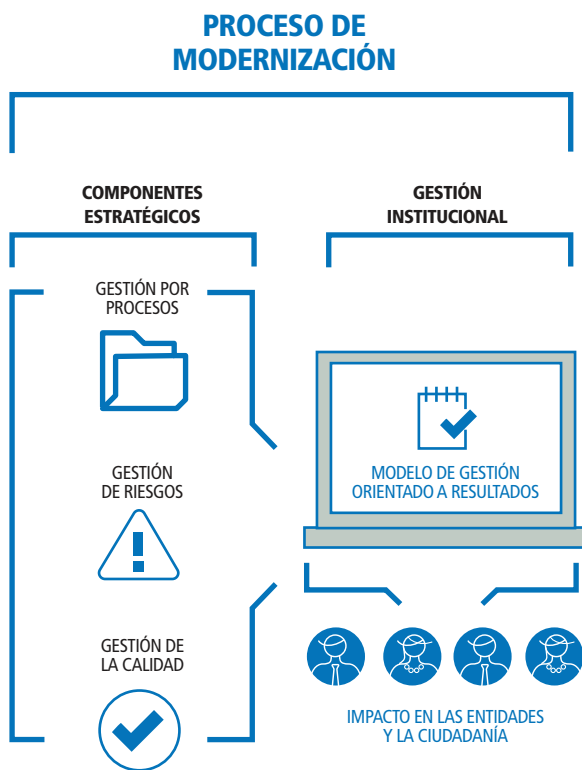 PROCESO DE
MODERNIZACIÓN
COMPONENTES
ESTRATÉGICOS
GESTIÓN POR
PROCESOS
GESTIÓN
DE RIESGOS
GESTIÓN DE
LA CALIDAD
GESTIÓN
INSTITUCIONAL
MODELO DE GESTIÓN
ORIENTADO A RESULTADOS
IMPACTO EN LAS ENTIDADES
Y LA CIUDADANÍA